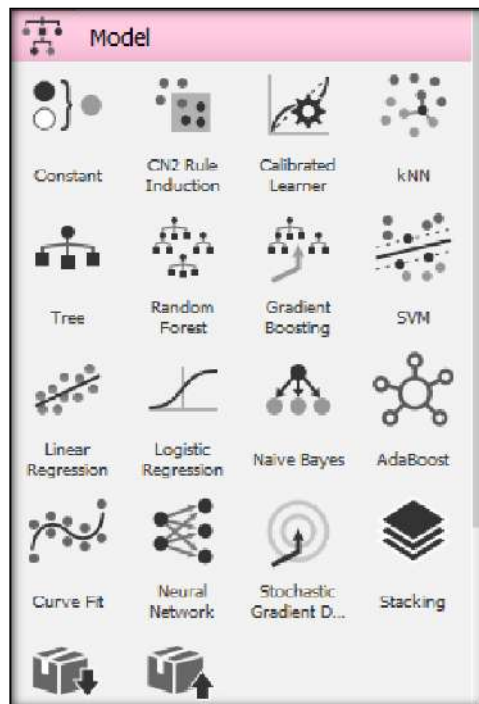 Model
Constant
CN2 Rule
Induction
Calibrated
Learner
kNN
Tree
Random
Forest
Gradient
Boosting
SVM
Linear
Regression
Logistic
Regression
Naive Bayes
AdaBoost
Curve Fit
Neural
Network
Stochastic
Gradient D...
Stacking